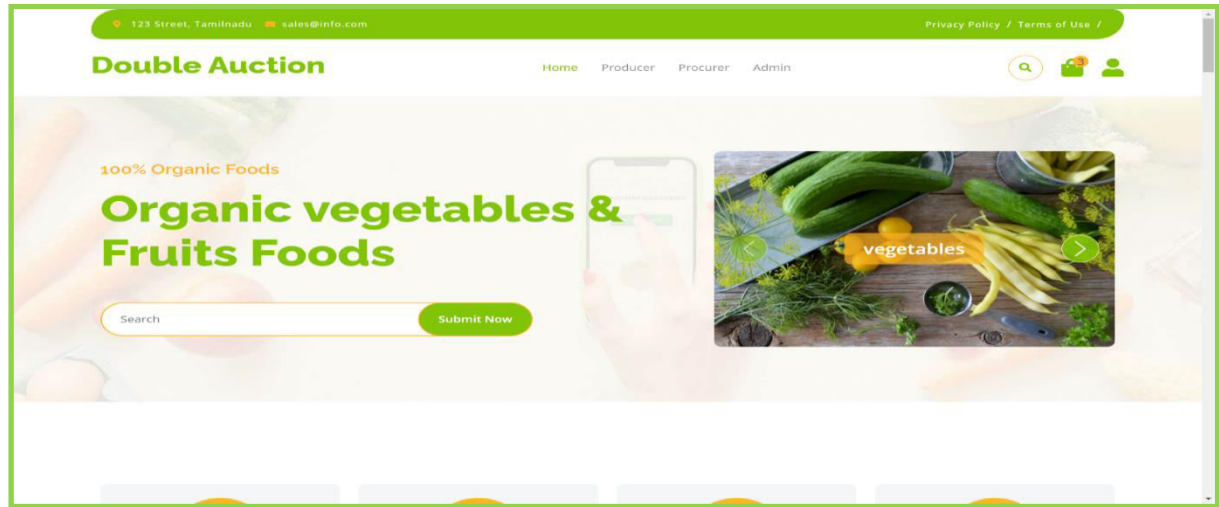 123 Street, Tamilnadu sales@info.com Privacy Policy / Terms of Use /
Double Auction Home Producer Procurer Admin 3
100% Organic Foods
Organic vegetables &
Fruits Foods
vegetables
Search Submit Now